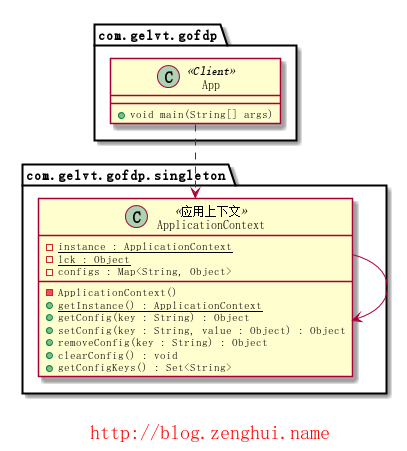 com.gelvt.gofdp
C
«Client»
App
void main(String[] args)
com.gelvt.gofdp.singleton
C
«应用上下文»
ApplicationContext
instance : ApplicationContext
lck : Object
configs : Map<String, Object>
ApplicationContext()
getInstance() : ApplicationContext
getConfig(key : String) : Object
setConfig(key : String, value : Object) : Object
removeConfig(key : String) : Object
clearConfig() : void
getConfigKeys() : Set<String>
http://blog.zenghui.name